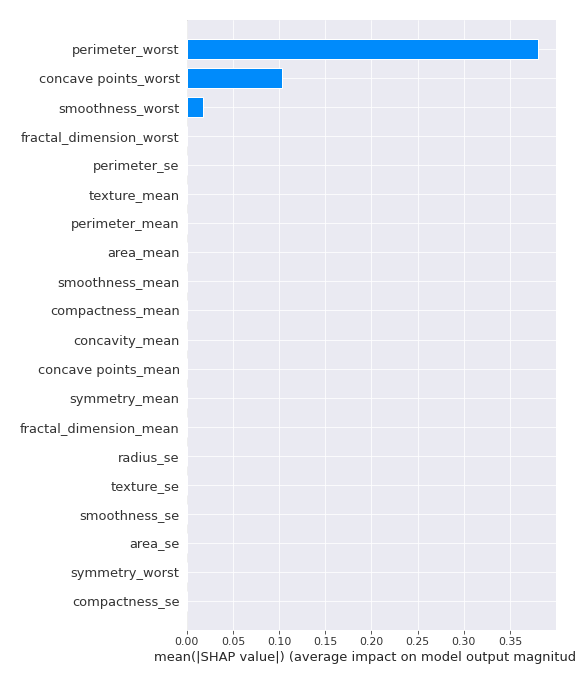 perimeter_worst
concave points_worst
smoothness_worst
fractal_dimension_worst
perimeter_se
texture_mean
perimeter_mean
area_mean
smoothness_mean
compactness_mean
concavity_mean
concave points_mean
symmetry_mean
fractal_dimension_mean
radius_se
texture_se
smoothness_se
area_se
symmetry_worst
compactness_se
0.00 0.05 0.10 0.15 0.20 0.25 0.30 0.35
mean(|SHAP value|) (average impact on model output magnitud